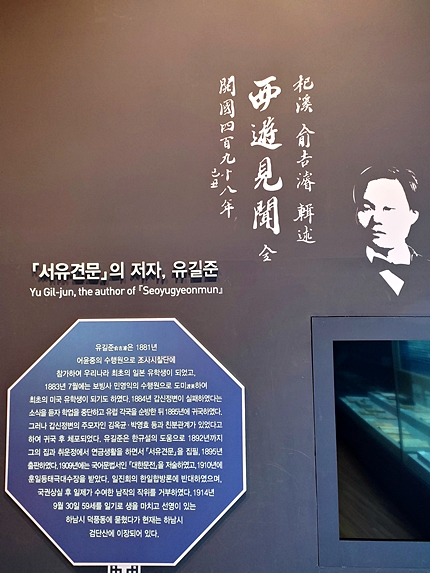 杞溪 兪吉濬 輯述
西遊見聞 全
開國四百九十八年
己丑
『서유견문』의 저자, 유길준
Yu Gil-jun, the author of 『Seoyugyeonmun』
유길준兪吉濬은 1881년
어윤중의 수행원으로 조사시찰단에
참가하여 우리나라 최초의 일본 유학생이 되었고,
1883년 7월에는 보빙사 민영익의 수행원으로 도미渡美하여
최초의 미국 유학생이 되기도 하였다. 1884년 갑신정변이 실패하였다는
소식을 듣자 학업을 중단하고 유럽 각국을 순방한 뒤 1885년에 귀국하였다.
그러나 갑신정변의 주모자인 김옥균·박영효 등과 친분관계가 있었다고
하여 귀국 후 체포되었다. 유길준은 한규설의 도움으로 1892년까지
그의 집과 취운정에서 연금생활을 하면서 『서유견문』을 집필, 1895년
출판하였다. 1909년에는 국어문법서인 『대한문전』을 저술하였고, 1910년에
훈일등태극대수장을 받았다. 일진회의 한일합방론에 반대하였으며,
국권상실 후 일제가 수여한 남작의 직위를 거부하였다. 1914년
9월 30일 59세를 일기로 생을 마치고 선영이 있는
하남시 덕풍동에 묻혔다가 현재는 하남시
검단산에 이장되어 있다.